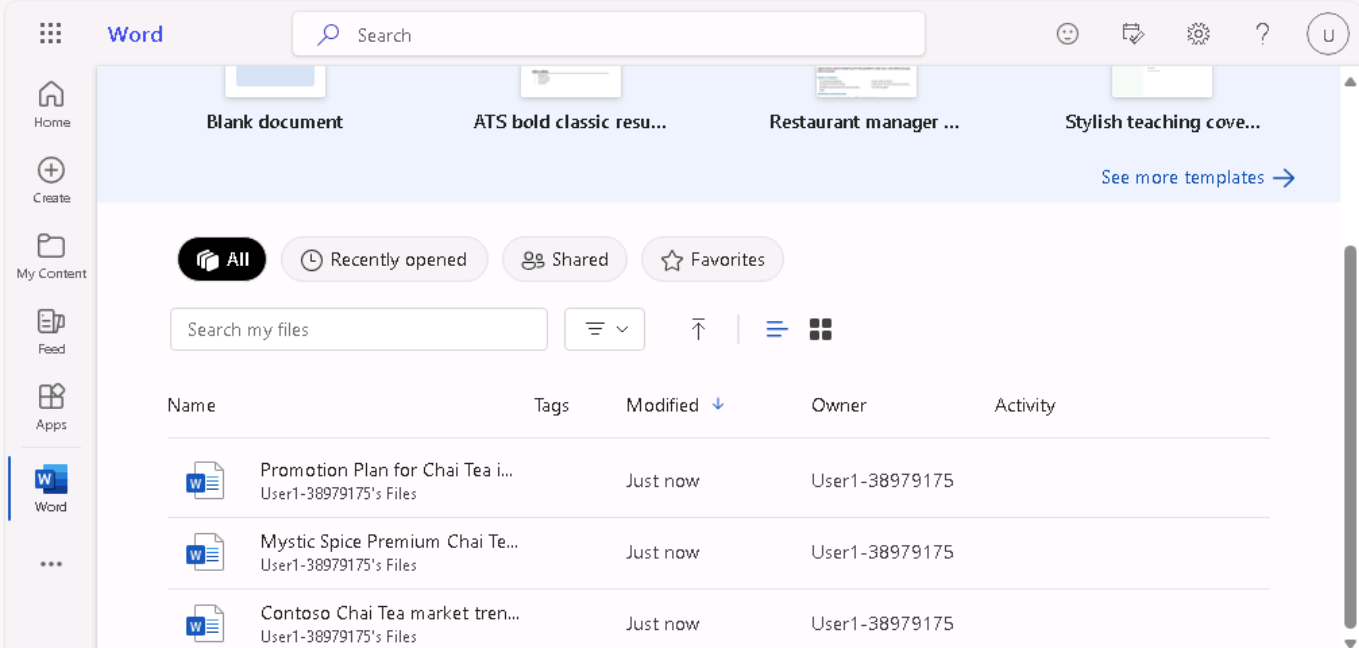 Word
Search
U
Home
Create
My Content
Feed
Apps
Word
Blank document
ATS bold classic resu...
Restaurant manager ...
Stylish teaching cove...
See more templates
All
Recently opened
Shared
Favorites
Search my files
Name Tags Modified Owner Activity
Promotion Plan for Chai Tea i...
User1-38979175's Files
Just now User1-38979175
Mystic Spice Premium Chai Te...
User1-38979175's Files
Just now User1-38979175
Contoso Chai Tea market tren...
User1-38979175's Files
Just now User1-38979175